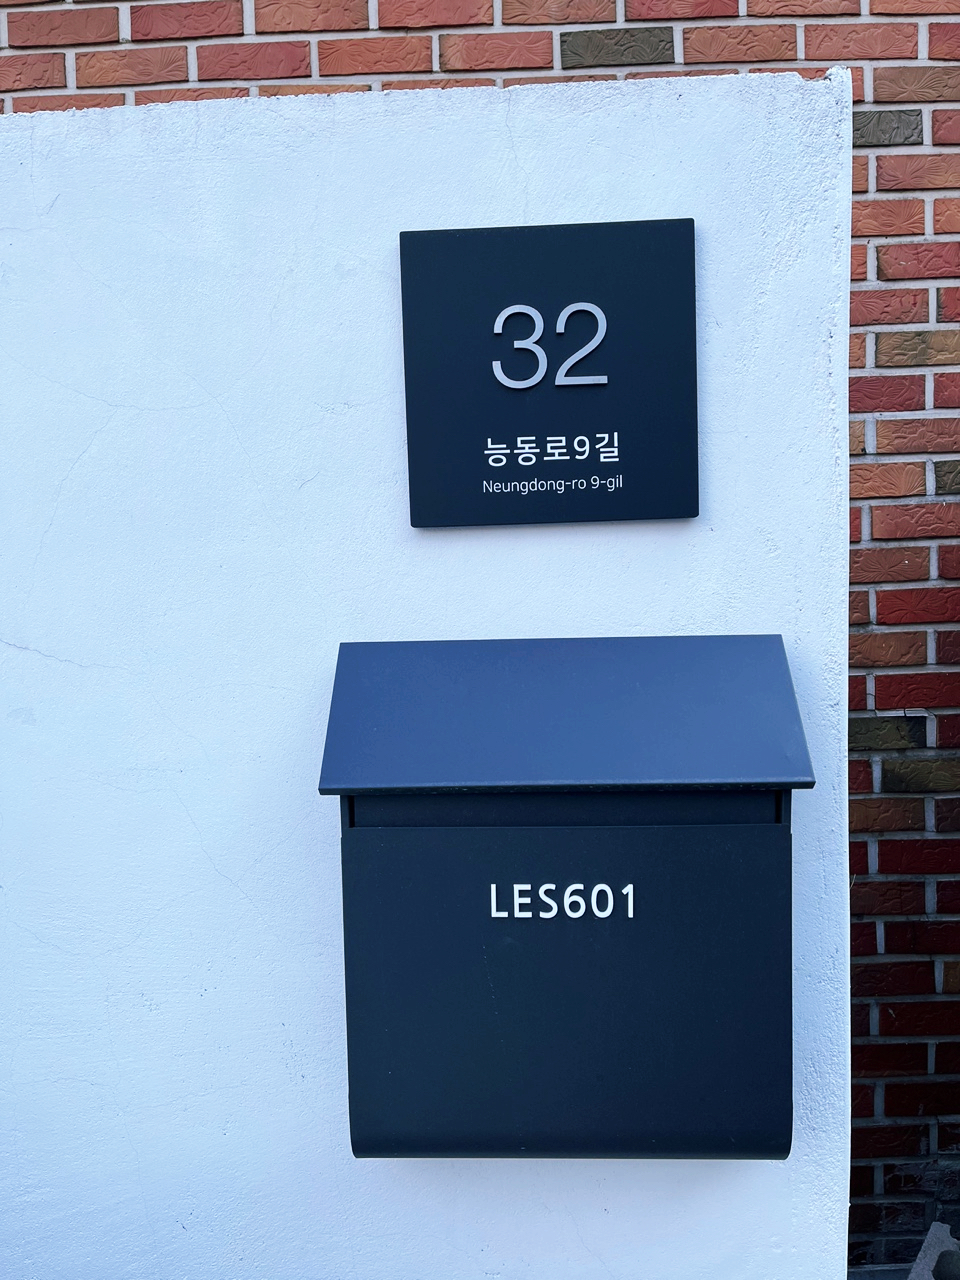 32
능동로9길
Neungdong-ro 9-gil
LES601